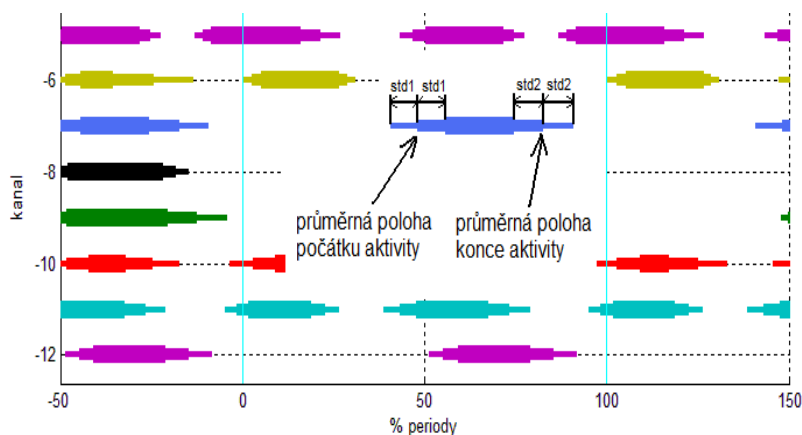 -6
std1 std1
std2 std2
-8
kanal
průměrná poloha
počátku aktivity
průměrná poloha
konce aktivity
-10
-12
-50 0 50 100 150
% periody